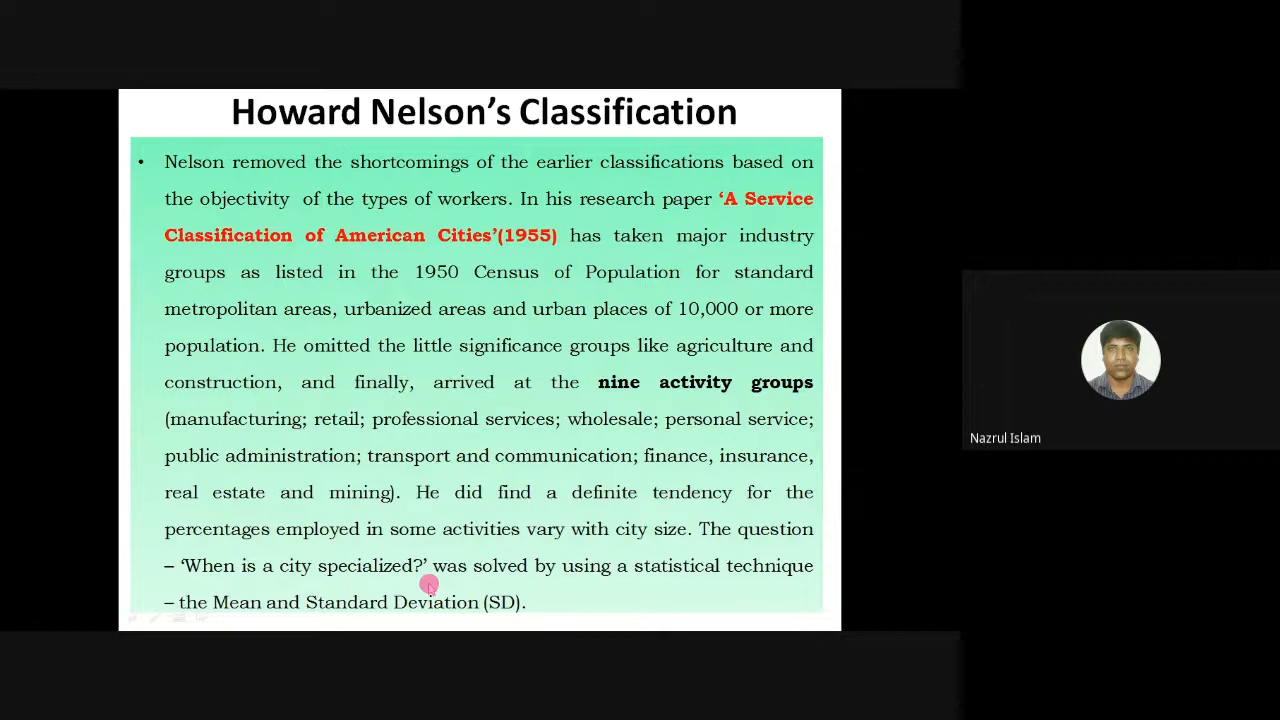 Howard Nelson’s Classification
• Nelson removed the shortcomings of the earlier classifications based on
the objectivity of the types of workers. In his research paper ‘A Service
Classification of American Cities’(1955) has taken major industry
groups as listed in the 1950 Census of Population for standard
metropolitan areas, urbanized areas and urban places of 10,000 or more
population. He omitted the little significance groups like agriculture and
construction, and finally, arrived at the nine activity groups
(manufacturing; retail; professional services; wholesale; personal service;
public administration; transport and communication; finance, insurance,
real estate and mining). He did find a definite tendency for the
percentages employed in some activities vary with city size. The question
– ‘When is a city specialized?’ was solved by using a statistical technique
– the Mean and Standard Deviation (SD).
Nazrul Islam